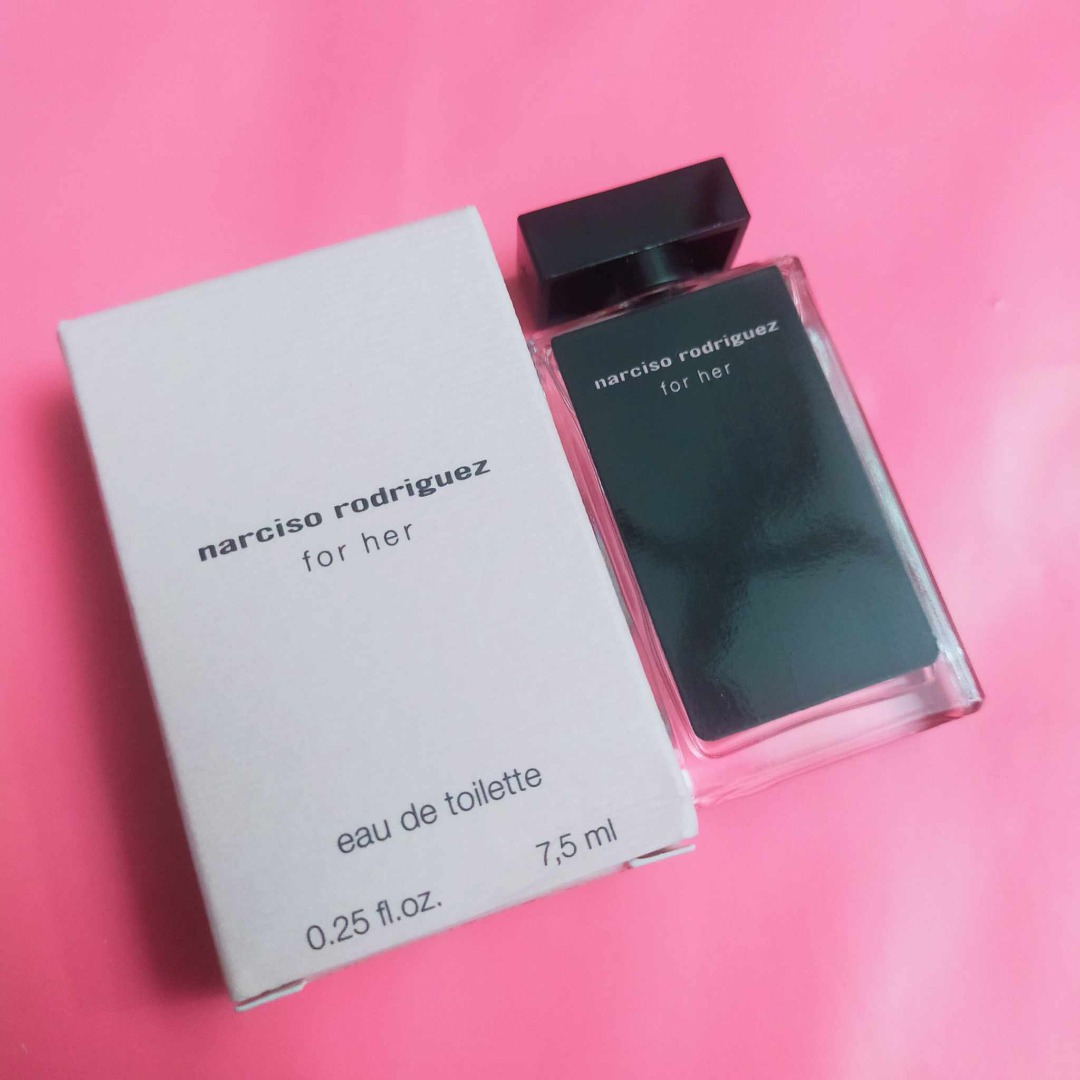 narciso rodriguez
for her
eau de toilette
0.25 fl.oz.
7,5 ml
narciso rodriguez
for her